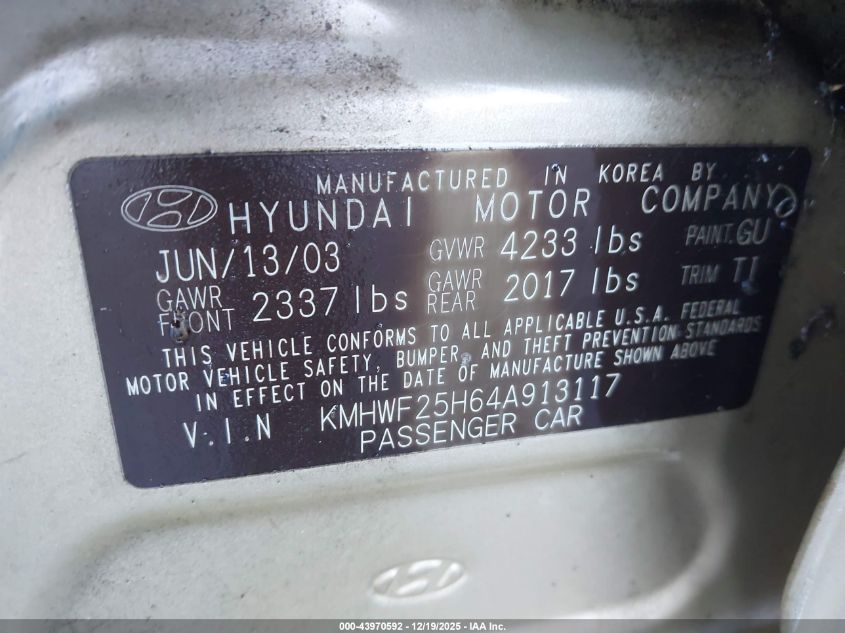 MANUFACTURED IN KOREA BY
HYUNDAI MOTOR COMPANY
JUN/13/03 GVWR 4233 lbs PAINT GU
GAWR FRONT 2337 lbs GAWR REAR 2017 lbs TRIM TI
THIS VEHICLE CONFORMS TO ALL APPLICABLE U.S.A. FEDERAL
MOTOR VEHICLE SAFETY, BUMPER, AND THEFT PREVENTION STANDARDS
IN EFFECT ON THE DATE OF MANUFACTURE SHOWN ABOVE
V.I.N KMHWF25H64A913117
PASSENGER CAR
000-43970592 - 12/19/2025 - IAA Inc.